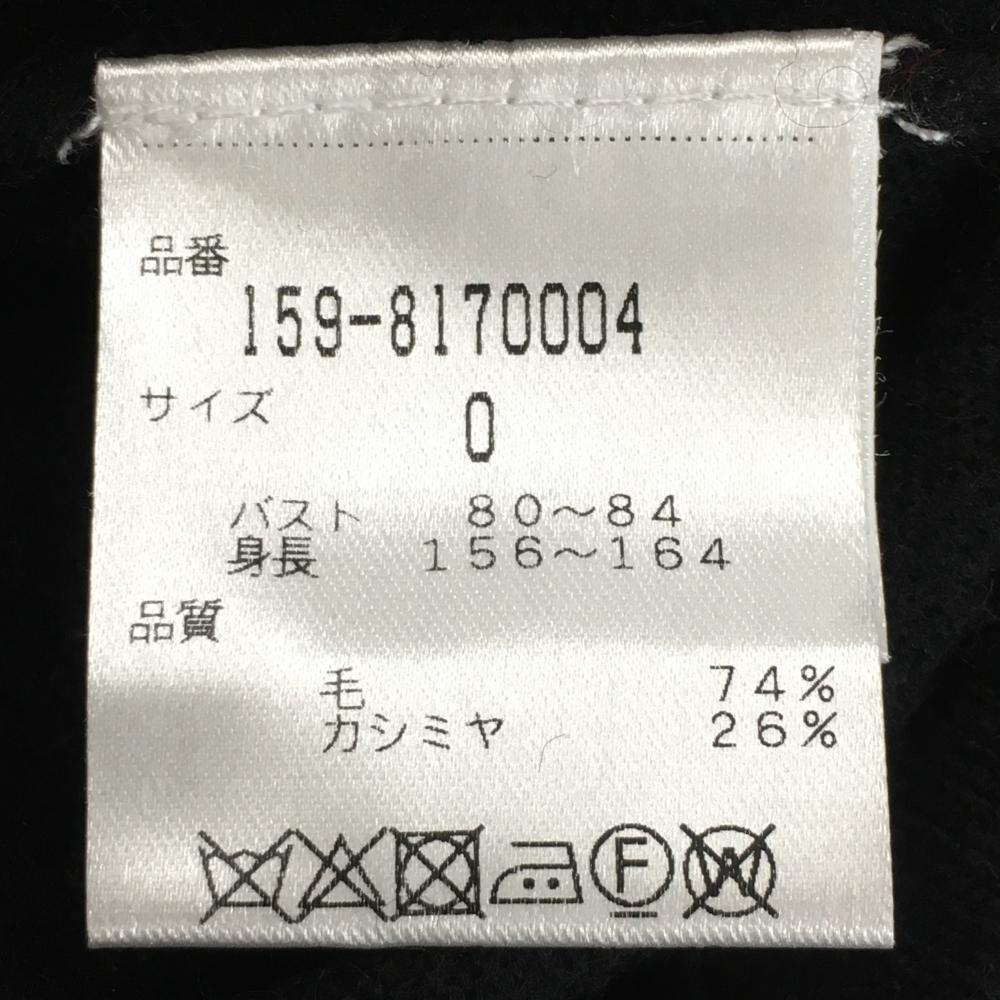 品番
159-8170004
サイズ 0
バスト 80〜84
身長 156〜164
品質
毛 74%
カシミヤ 26%
F W